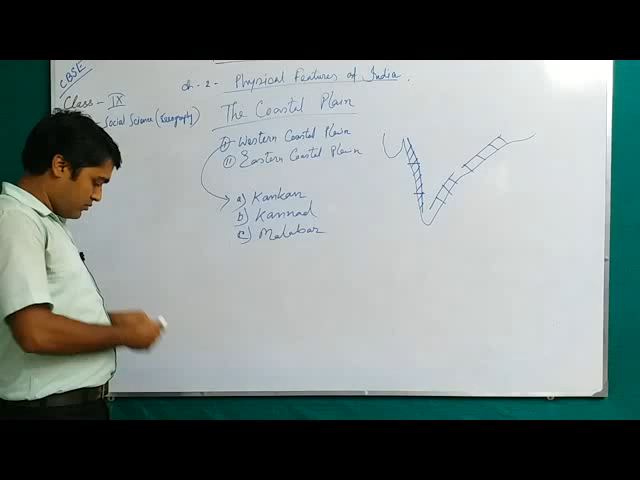 CBSE
ch - 2 - Physical Features of India.
Class - IX
Social Science (Geography)
The Coastal Plain
i) Western Coastal Plain
ii) Eastern Coastal Plain
a) Kankan
b) Kannad
c) Malabar